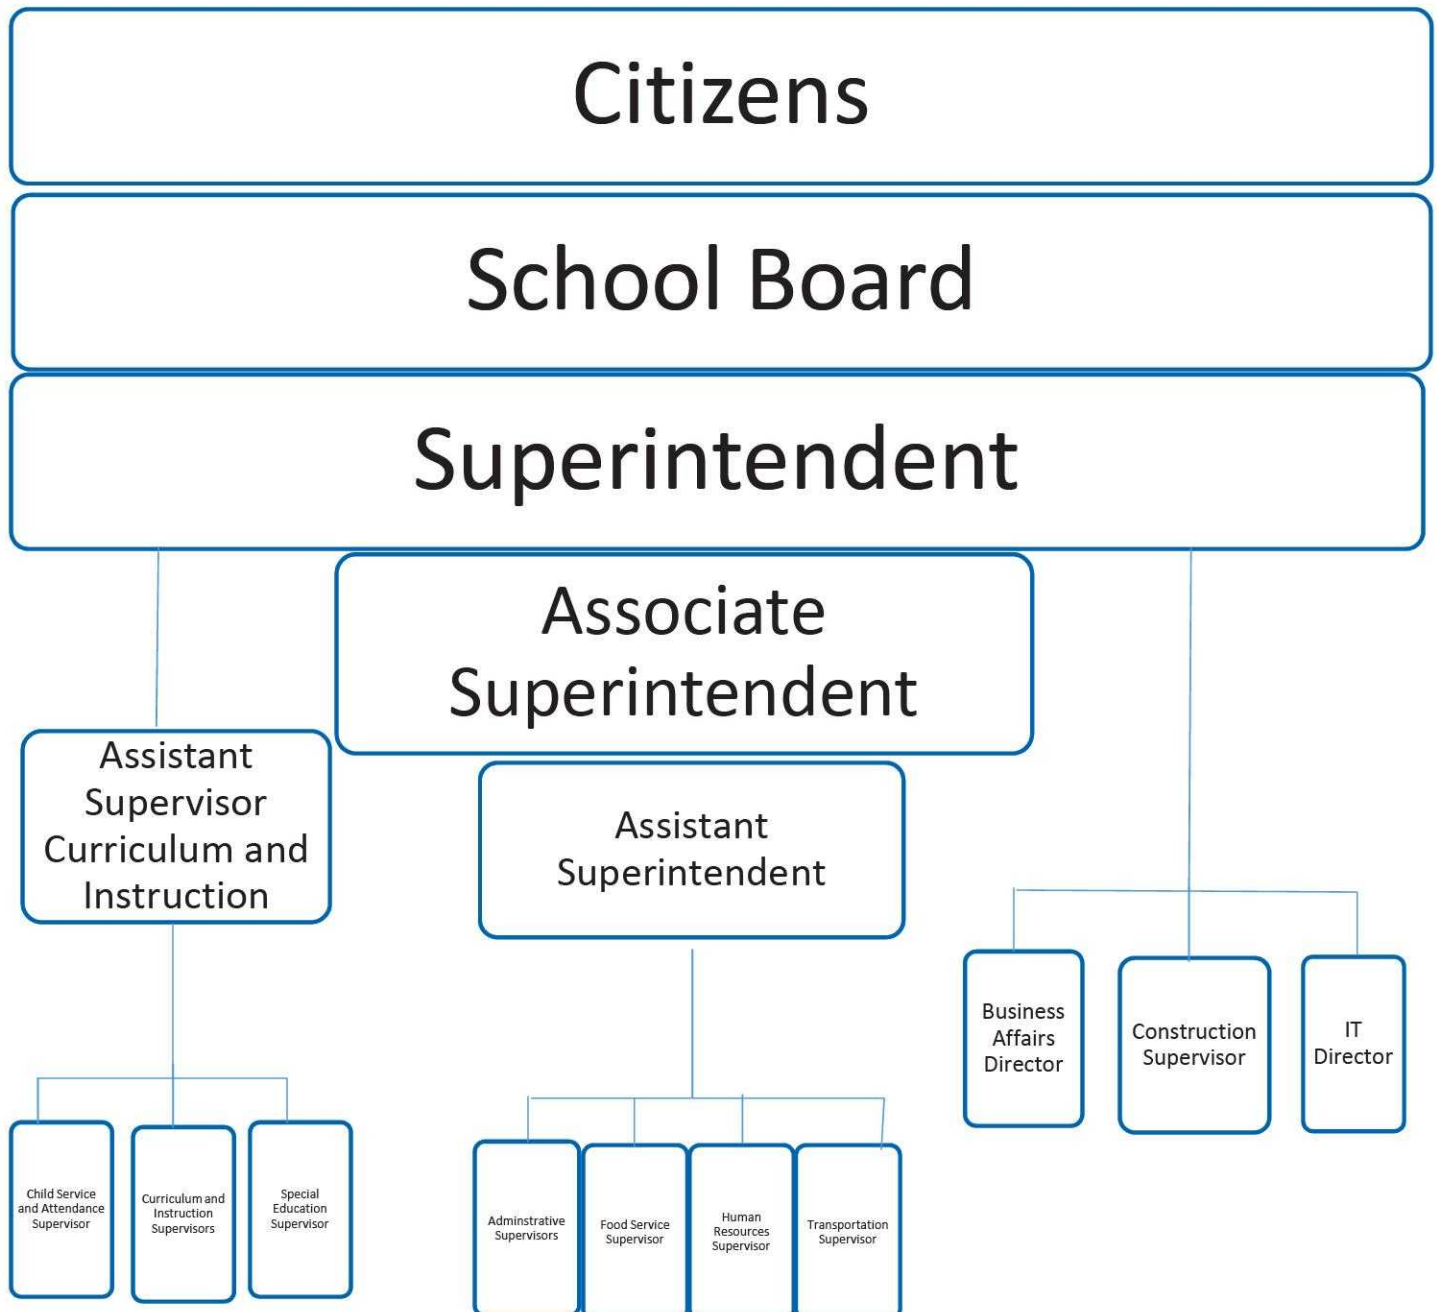 Citizens
School Board
Superintendent
Associate
Superintendent
Assistant
Supervisor
Curriculum and
Instruction
Assistant
Superintendent
Business
Affairs
Director
Construction
Supervisor
IT
Director
Child Service
and Attendance
Supervisor
Curriculum and
Instruction
Supervisors
Special
Education
Supervisor
Adminstrative
Supervisors
Food Service
Supervisor
Human
Resources
Supervisor
Transportation
Supervisor